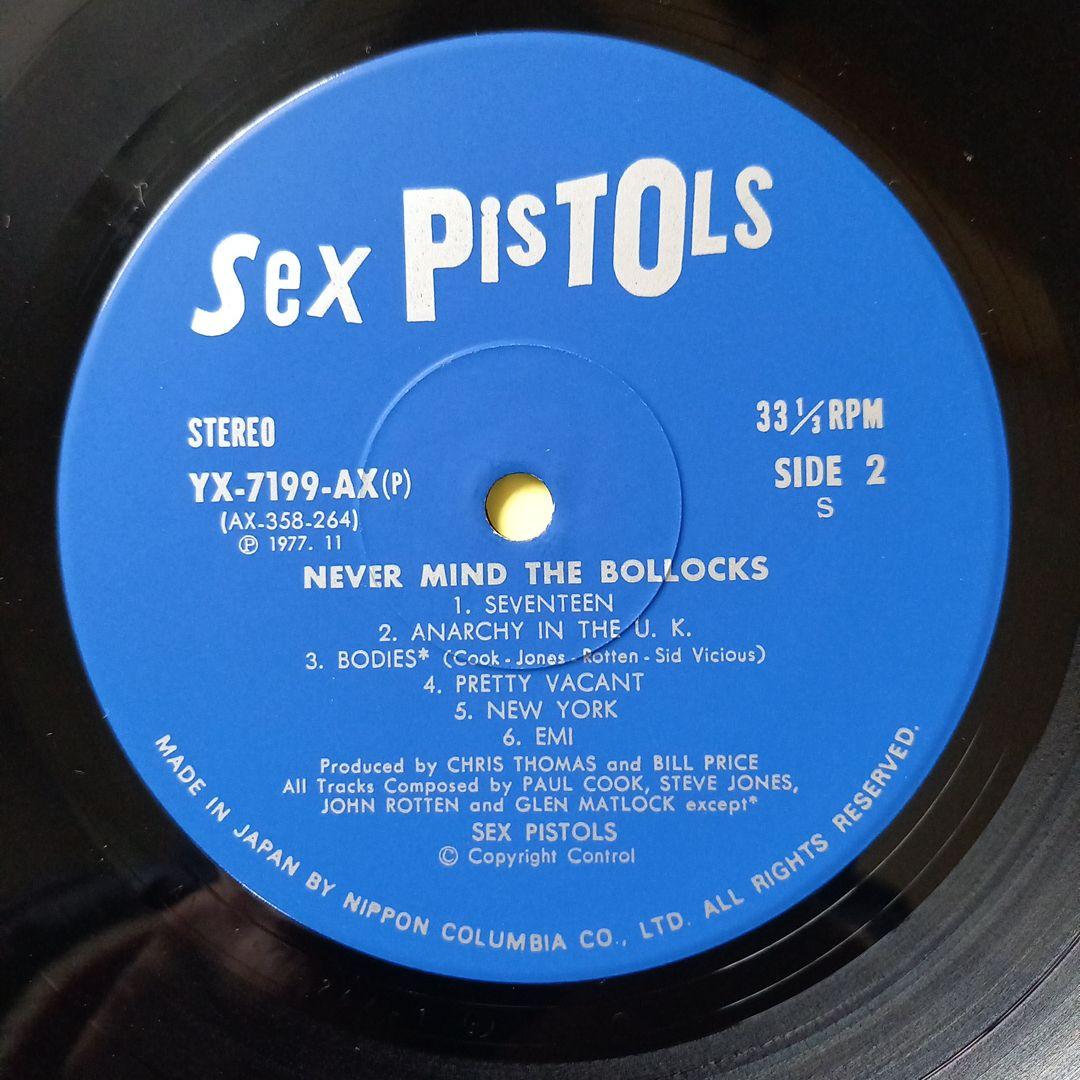 Sex PISTOLS
STEREO
33 1/3 RPM
YX-7199-AX(P)
SIDE 2
(AX-358-264)
S
Ⓟ 1977. 11
NEVER MIND THE BOLLOCKS
1. SEVENTEEN
2. ANARCHY IN THE U. K.
3. BODIES* (Cook-Jones-Rotten-Sid Vicious)
4. PRETTY VACANT
5. NEW YORK
6. EMI
Produced by CHRIS THOMAS and BILL PRICE
All Tracks Composed by PAUL COOK, STEVE JONES,
JOHN ROTTEN and GLEN MATLOCK except*
SEX PISTOLS
© Copyright Control
MADE IN JAPAN BY NIPPON COLUMBIA CO., LTD. ALL RIGHTS RESERVED.